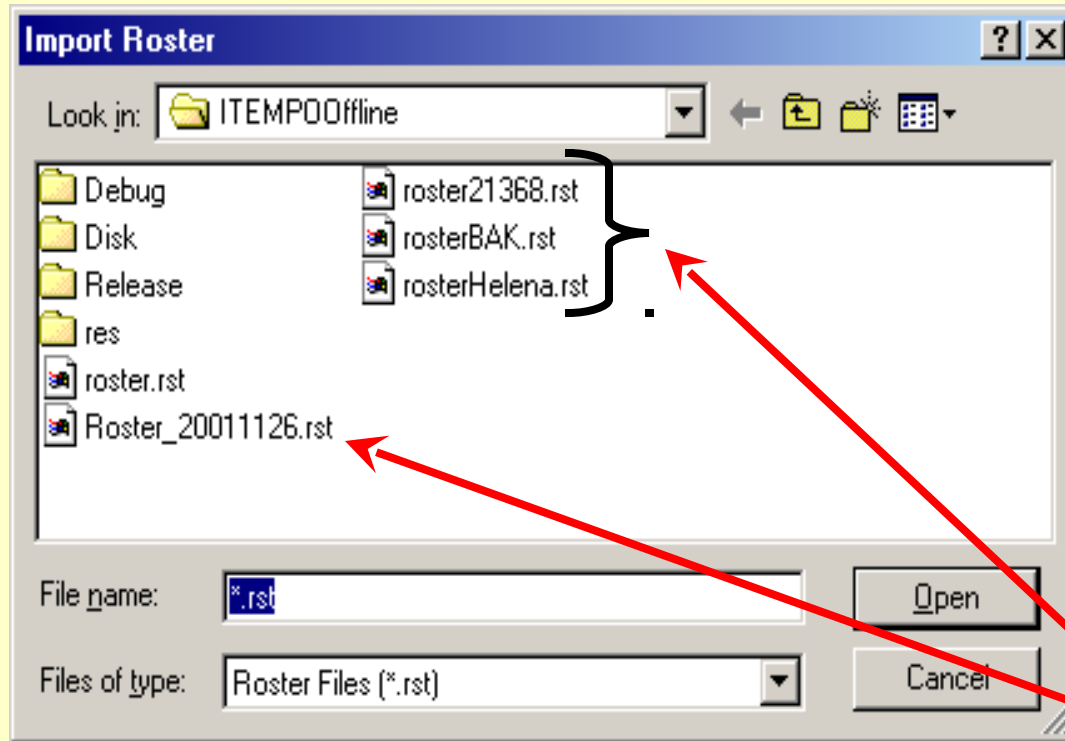 Import Roster
Look in: ITEMPOOffline
Debug
Disk
Release
res
roster.rst
Roster_20011126.rst
roster21368.rst
rosterBAK.rst
rosterHelena.rst
.
File name: *.rst
Open
Files of type: Roster Files (*.rst)
Cancel